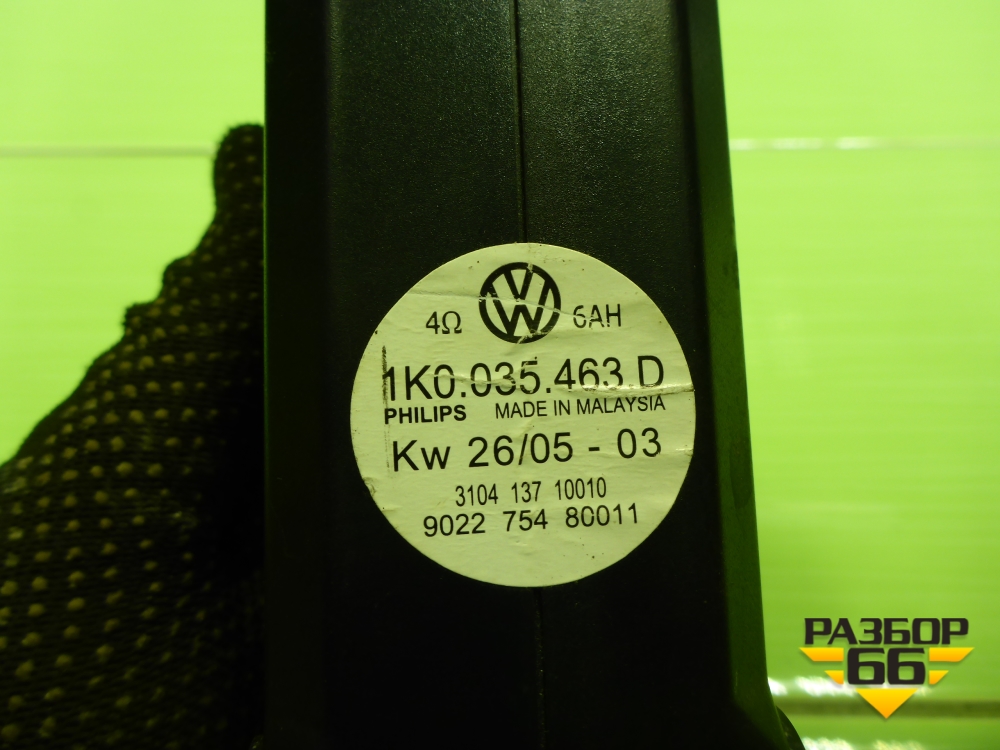 4Ω 6AH
1K0.035.463.D
PHILIPS MADE IN MALAYSIA
Kw 26/05 - 03
3104 137 10010
9022 754 80011
РАЗБОР
66